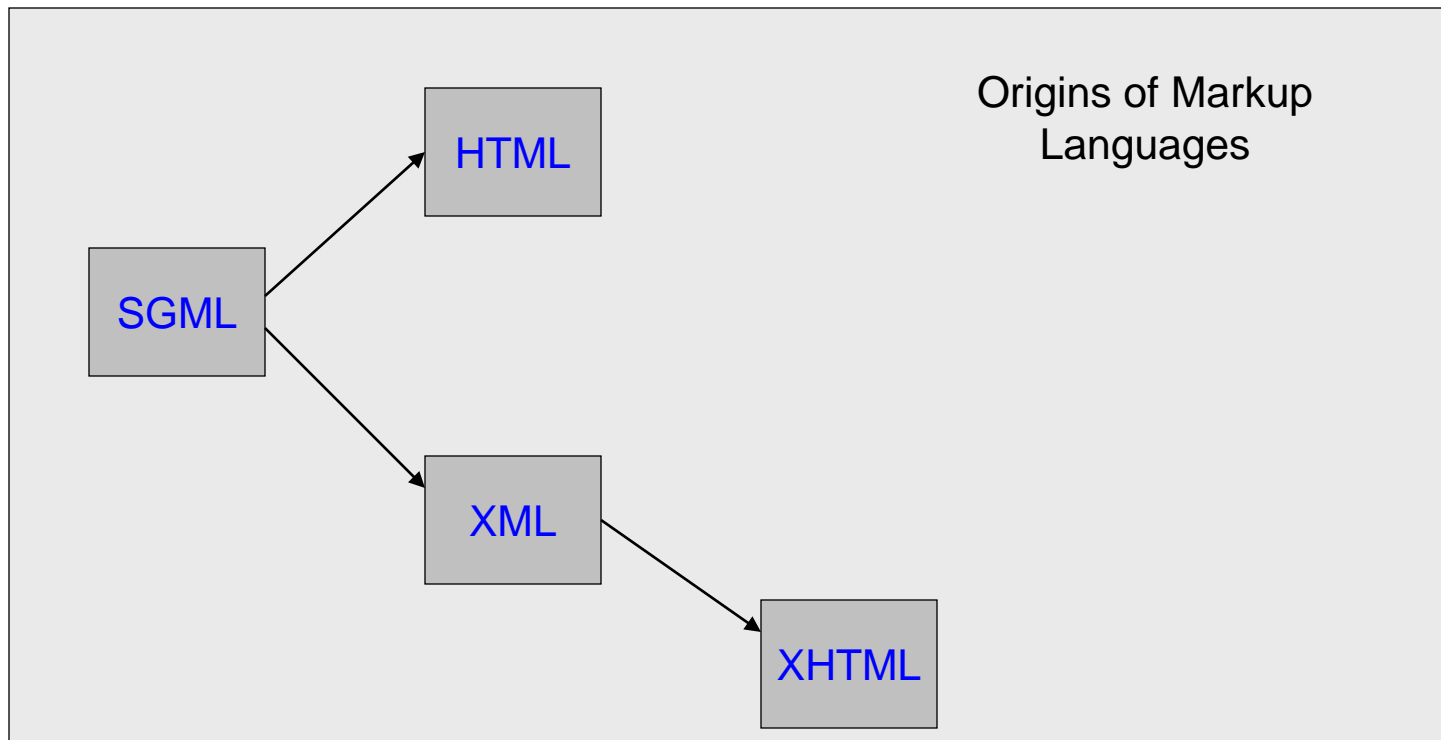 Origins of Markup
Languages
HTML
SGML
XML
XHTML